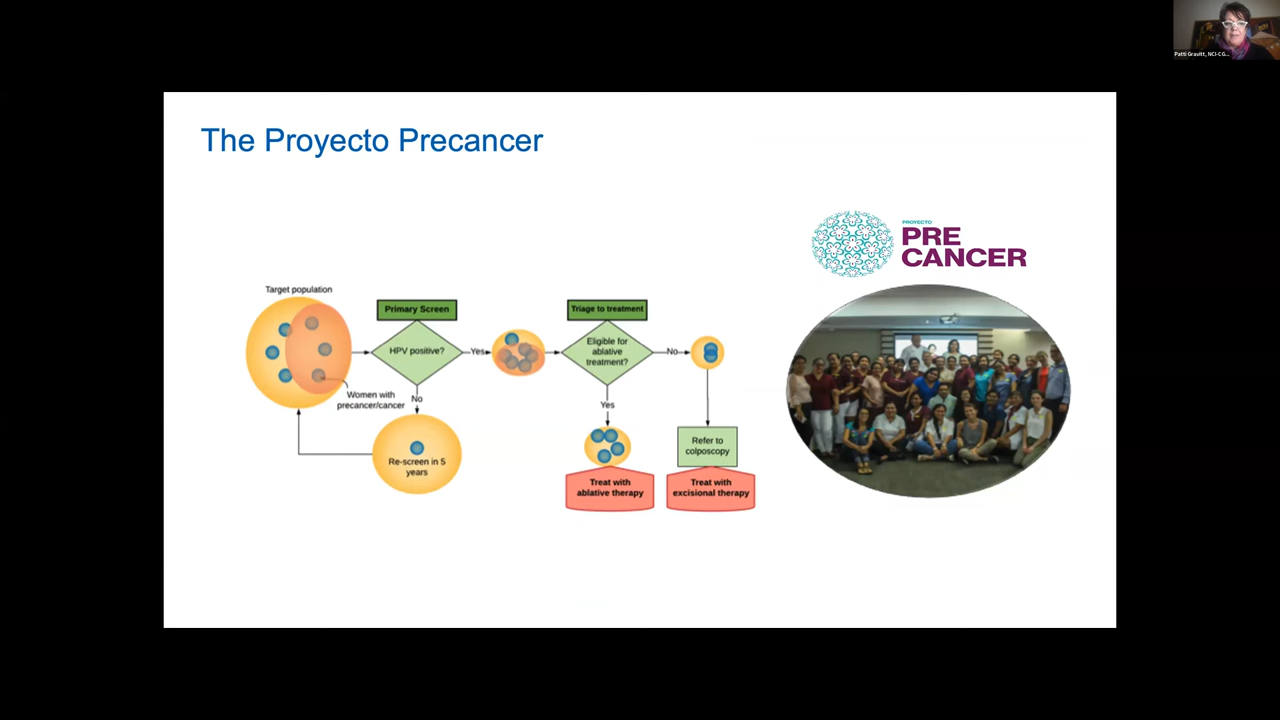 Patti Gravitt, NCI-CG...
The Proyecto Precancer
PROYECTO
PRE
CANCER
Target population
Primary Screen
HPV positive?
Yes
No
Women with
precancer/cancer
Re-screen in 5
years
Triage to treatment
Eligible for
ablative
treatment?
No
Yes
Refer to
colposcopy
Treat with
ablative therapy
Treat with
excisional therapy